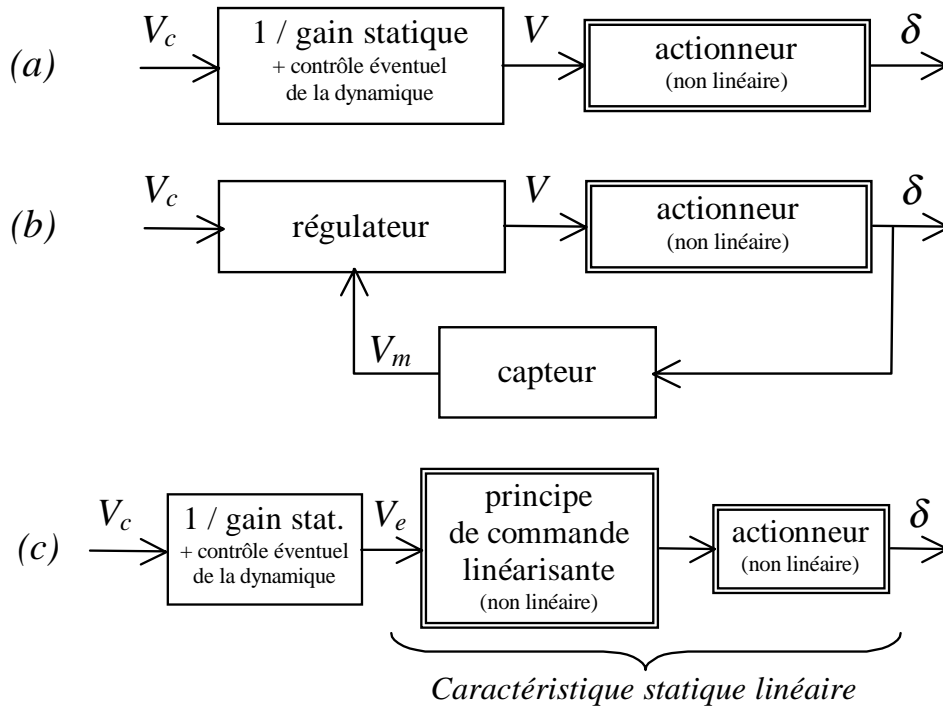 (a)
V_c
1 / gain statique
+ contrôle éventuel
de la dynamique
V
actionneur
(non linéaire)
δ
(b)
V_c
régulateur
V
actionneur
(non linéaire)
δ
V_m
capteur
(c)
V_c
1 / gain stat.
+ contrôle éventuel
de la dynamique
V_e
principe
de commande
linéarisante
(non linéaire)
actionneur
(non linéaire)
δ
Caractéristique statique linéaire